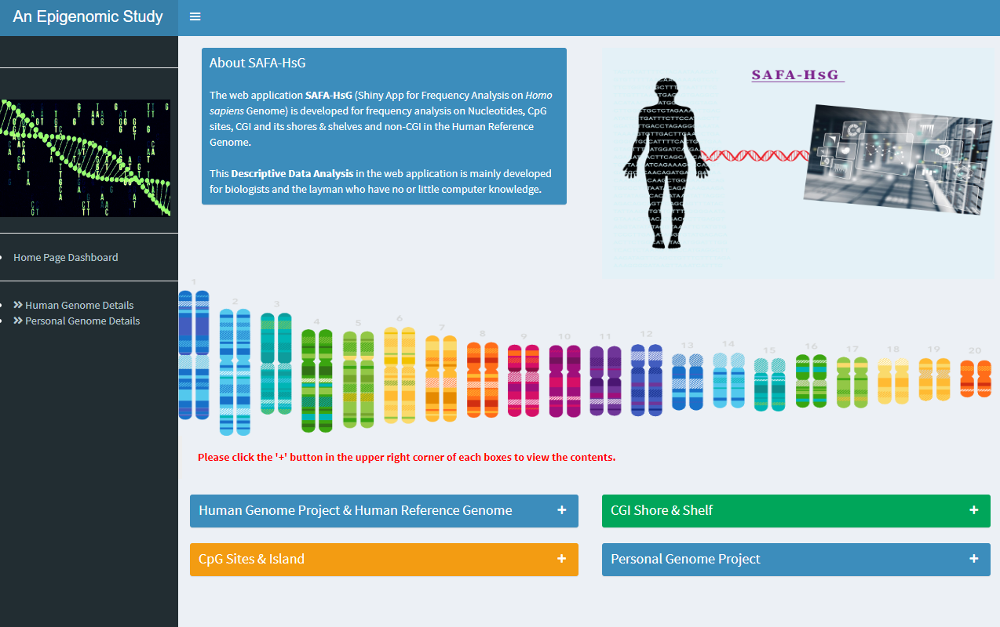 An Epigenomic Study
Home Page Dashboard
Human Genome Details
Personal Genome Details
About SAFA-HsG
The web application SAFA-HsG (Shiny App for Frequency Analysis on Homo
sapiens Genome) is developed for frequency analysis on Nucleotides, CpG
sites, CGI and its shores & shelves and non-CGI in the Human Reference
Genome.
This Descriptive Data Analysis in the web application is mainly developed
for biologists and the layman who have no or little computer knowledge.
SAFA-HsG
1
2
3
4
5
6
7
8
9
10
11
12
13
14
15
16
17
18
19
20
Please click the '+' button in the upper right corner of each boxes to view the contents.
Human Genome Project & Human Reference Genome +
CGI Shore & Shelf +
CpG Sites & Island +
Personal Genome Project +